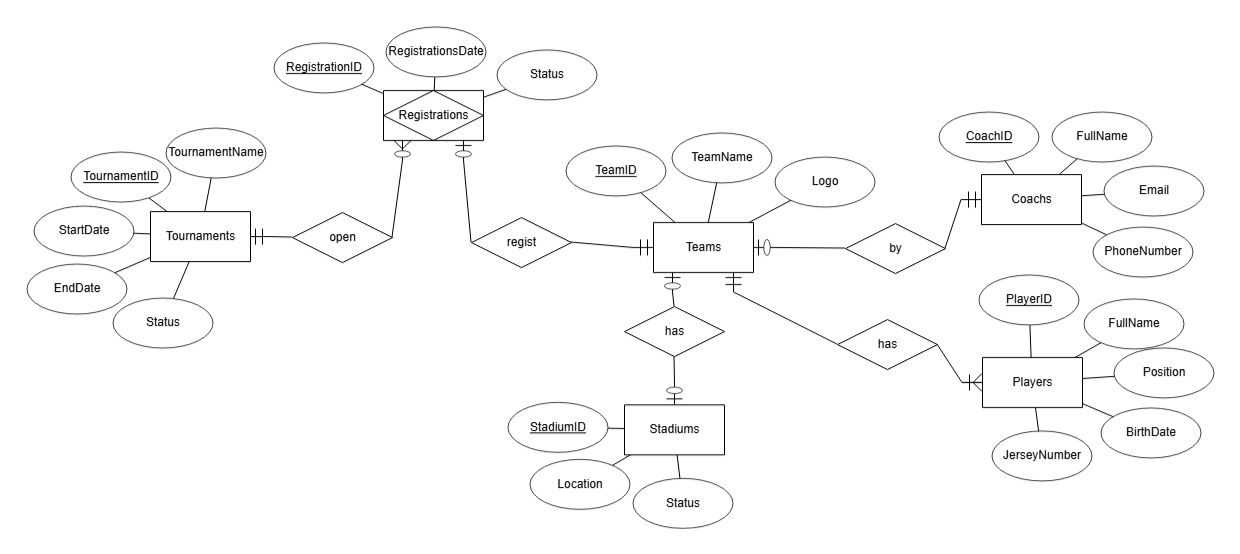 RegistrationsDate
RegistrationID
Status
Registrations
TournamentName
TournamentID
StartDate
Tournaments
EndDate
Status
open
regist
TeamID
TeamName
Logo
Teams
by
CoachID
FullName
Email
Coachs
PhoneNumber
has
has
PlayerID
FullName
Position
Players
BirthDate
JerseyNumber
StadiumID
Stadiums
Location
Status